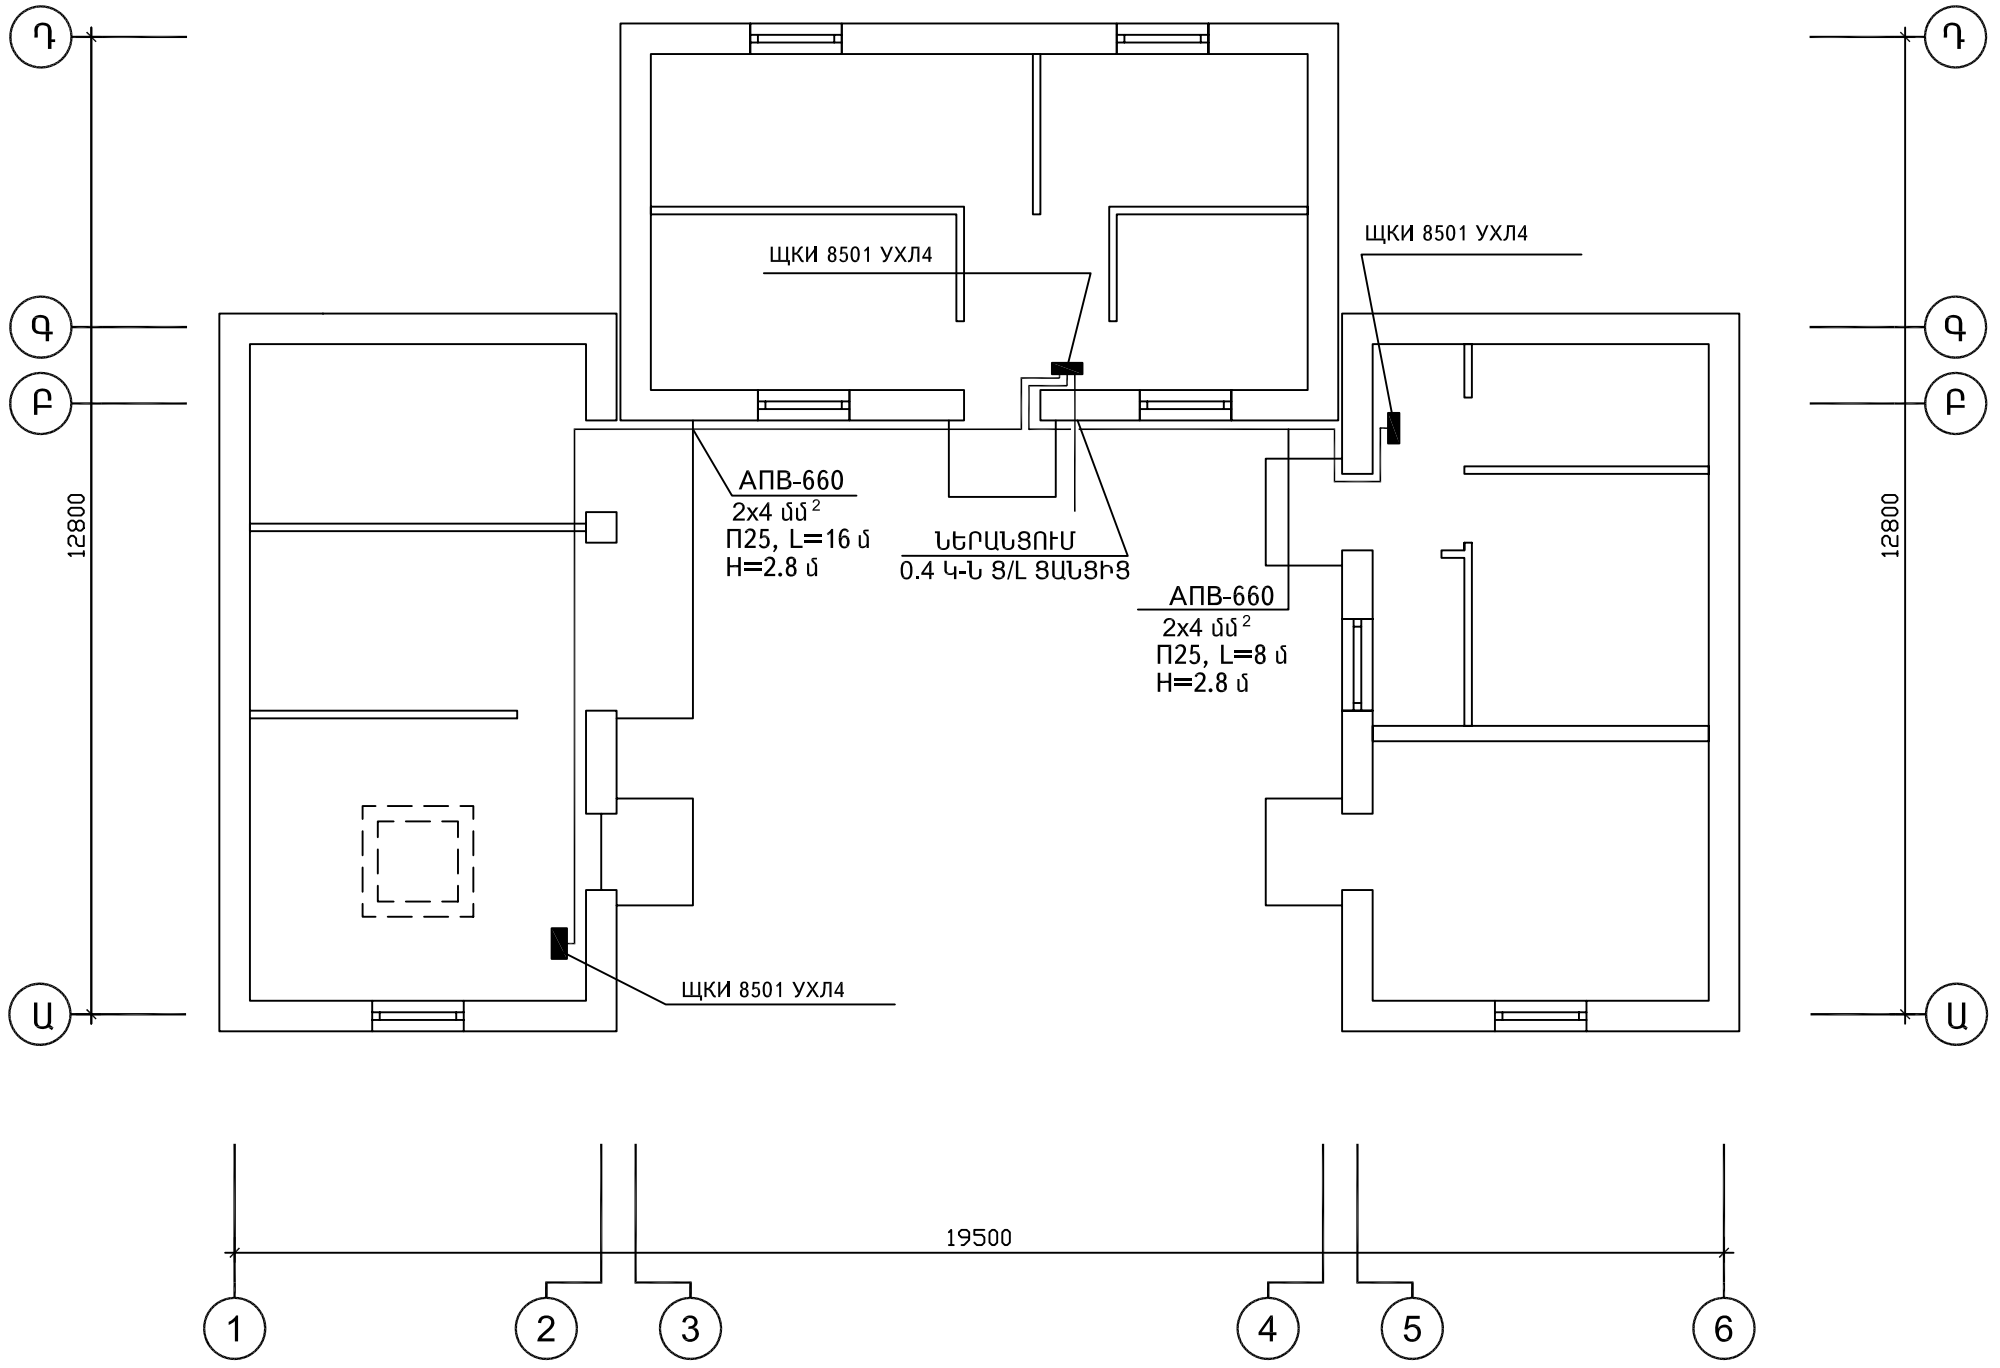 Դ
Դ
ЩКИ 8501 УХЛ4
ЩКИ 8501 УХЛ4
Գ
Գ
Բ
Բ
12800
12800
АПВ-660
2x4 մմ²
П25, L=16 մ
H=2.8 մ
ՆԵՐԱՆՑՈՒՄ
0.4 Կ-Ն Ց/Լ ՑԱՆՑԻՑ
АПВ-660
2x4 մմ²
П25, L=8 մ
H=2.8 մ
ЩКИ 8501 УХЛ4
Ա
Ա
19500
1
2
3
4
5
6